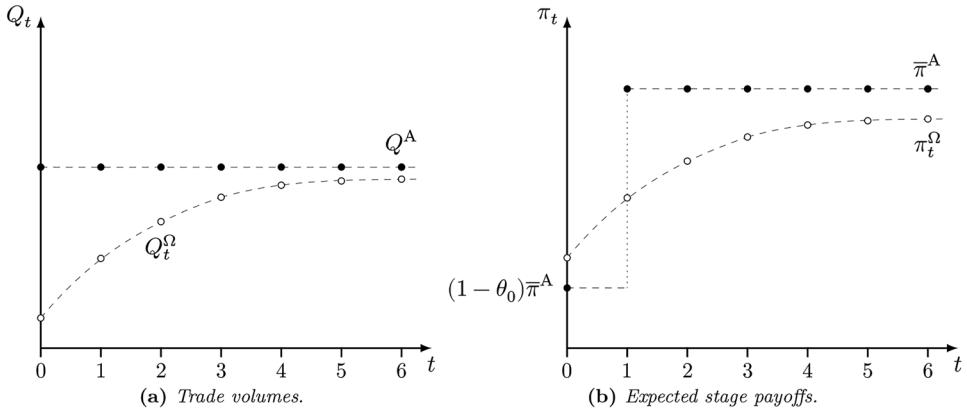 Q_t
Q^A
Q_t^Ω
0 1 2 3 4 5 6 t
(a) Trade volumes.
π_t
π̅^A
π_t^Ω
(1 − θ_0)π̅^A
0 1 2 3 4 5 6 t
(b) Expected stage payoffs.